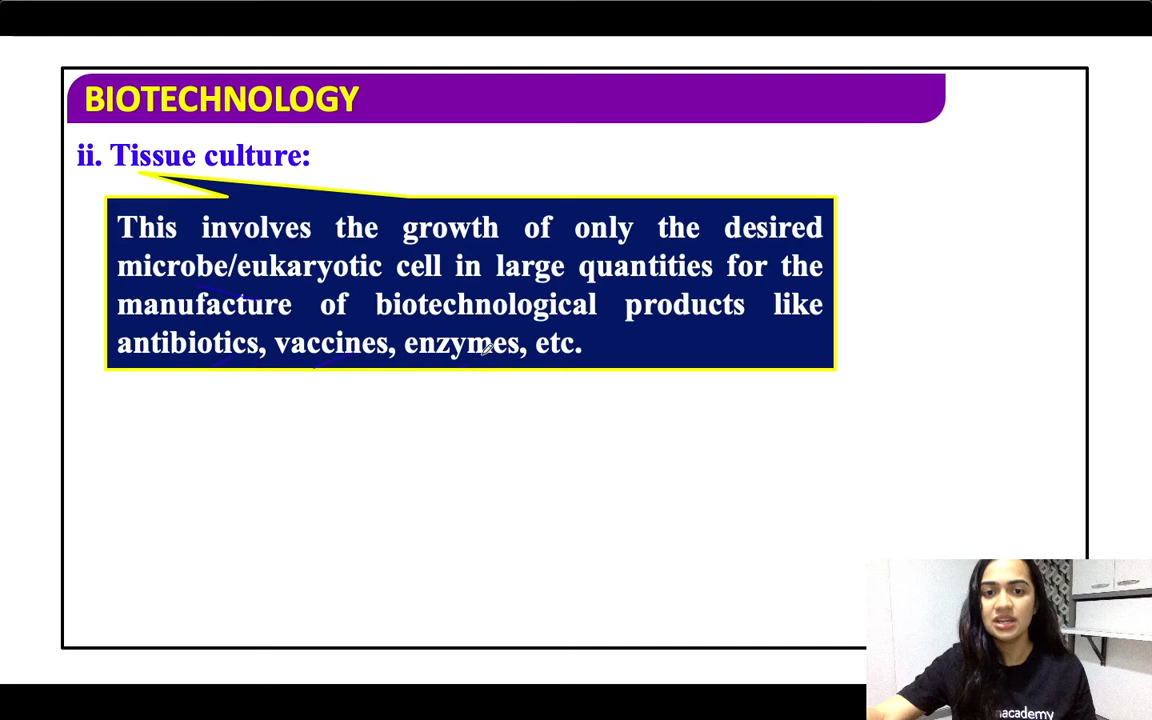 BIOTECHNOLOGY
ii. Tissue culture:
This involves the growth of only the desired
microbe/eukaryotic cell in large quantities for the
manufacture of biotechnological products like
antibiotics, vaccines, enzymes, etc.
nacademy